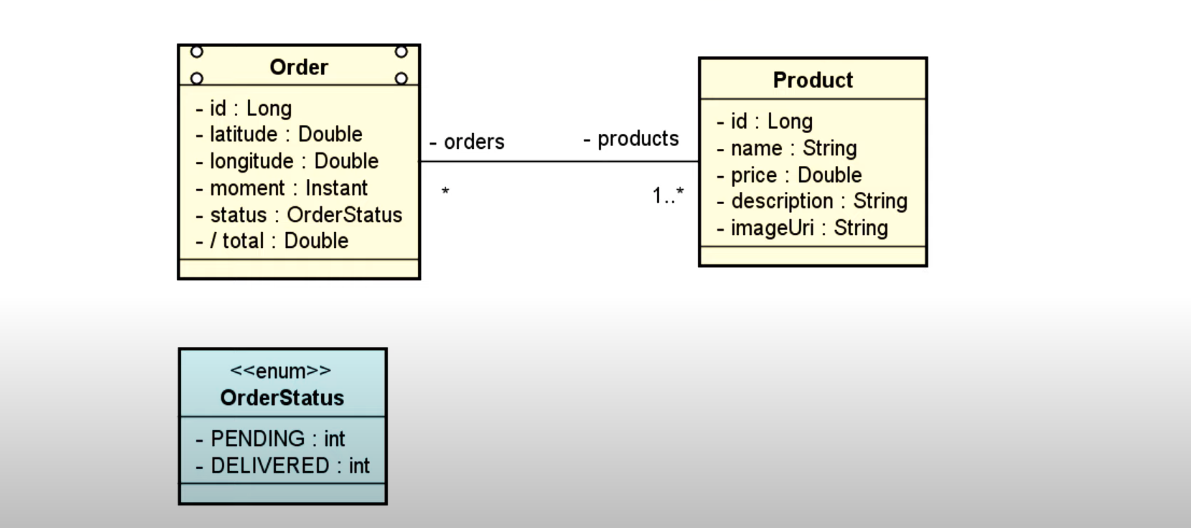 Order
- id : Long
- latitude : Double
- longitude : Double
- moment : Instant
- status : OrderStatus
- / total : Double
- orders
*
- products
1..*
Product
- id : Long
- name : String
- price : Double
- description : String
- imageUri : String
<<enum>>
OrderStatus
- PENDING : int
- DELIVERED : int